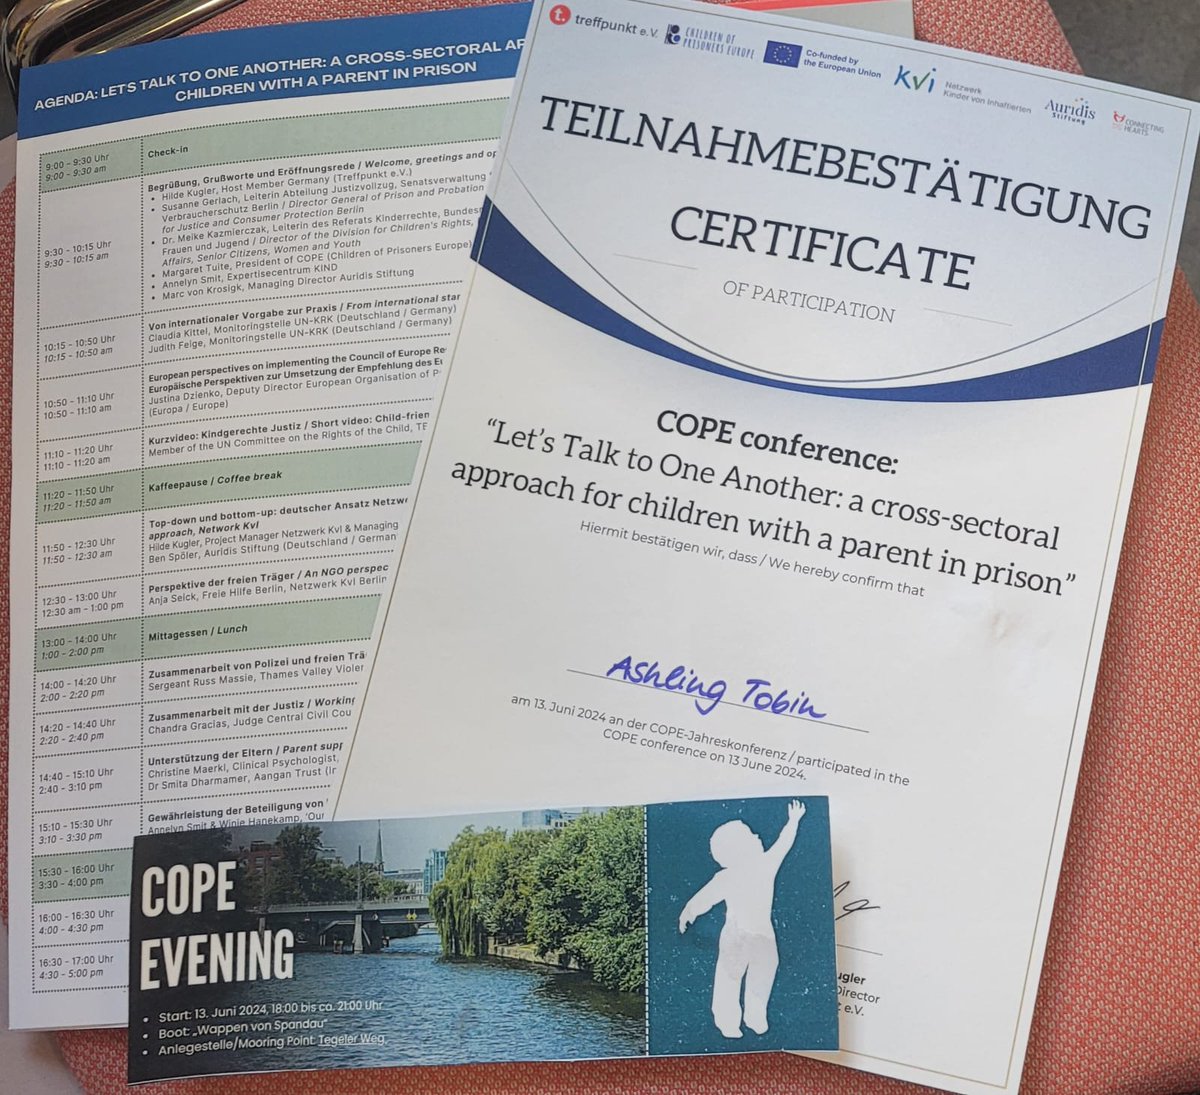 AGENDA: LETS TALK TO ONE ANOTHER: A CROSS-SECTORAL
CHILDREN WITH A PARENT IN PRISON
9:00 – 9:30 Uhr
9:00 – 9:30 am
Check-in
9:30 - 10:15 Uhr
9:30 - 10:15 am
Begrüßung, Grußworte und Eröffnungsrede / Welcome, greetings and
• Hilde Kugler, Host Member Germany (Treffpunkt e.V.)
• Susanne Gerlach, Leiterin Abteilung Justizvollzug, Senatsverwaltung
Verbraucherschutz Berlin / Director General of Prison and Probation
for Justice and Consumer Protection Berlin
• Dr. Meike Kazmierczak, Leiterin des Referats Kinderrechte,
Frauen und Jugend / Director of the Division for Children's Rights,
Affairs, Senior Citizens, Women and Youth
• Margaret Tuite, President of COPE (Children of Prisoners Europe)
• Annelyn Smit, Expertisecentrum KIND
• Marc von Krosigk, Managing Director Auridis Stiftung
10:15 - 10:50 Uhr
10:15 - 10:50 am
Von internationaler Vorgabe zur Praxis / From international
Claudia Kittel, Monitoringstelle UN-KRK (Deutschland / Germany)
Judith Feige, Monitoringstelle UN-KRK (Deutschland / Germany)
10:50 - 11:10 Uhr
10:50 - 11:10 am
European perspectives on implementing the Council of Europe
Europäische Perspektiven zur Umsetzung der Empfehlung des
Justina Dzienko, Deputy Director European Organisation of
(Europa / Europe)
11:10 - 11:20 Uhr
11:10 - 11:20 am
Kurzvideo: Kindgerechte Justiz / Short video:
Member of the UN Committee on the Rights of the Child,
11:20 - 11:50 Uhr
11:20 - 11:50 am
Kaffeepause / Coffee break
11:50 - 12:30 Uhr
11:50 - 12:30 am
Top-down und bottom-up: deutscher Ansatz
approach, Network KvI
Hilde Kugler, Project Manager Netzwerk KvI & Managing
Ben Spöler, Auridis Stiftung (Deutschland /
12:30 - 13:00 Uhr
12:30 am - 1:00 pm
Perspektive der freien Träger / An NGO
Anja Seick, Freie Hilfe Berlin, Netzwerk KvI Berlin
13:00 - 14:00 Uhr
1:00 - 2:00 pm
Mittagessen / Lunch
14:00 - 14:20 Uhr
2:00 - 2:20 pm
Zusammenarbeit von Polizei und freien
Sergeant Russ Massie, Thames Valley
14:20 - 14:40 Uhr
2:20 - 2:40 pm
Zusammenarbeit mit der Justiz / Working
Chandra Gracias, Judge Central Civil
14:40 - 15:10 Uhr
2:40 - 3:10 pm
Unterstützung der Eltern / Parent
Christine Maerkl, Clinical Psychologist,
Dr Smita Dharmamer, Aangan Trust
15:10 - 15:30 Uhr
3:10 - 3:30 pm
Gewährleistung der Beteiligung von
Annelyn Smit & Winie Hanekamp,
15:30 - 16:00 Uhr
3:30 - 4:00 pm
16:00 - 16:30 Uhr
4:00 - 4:30 pm
16:30 - 17:00 Uhr
4:30 - 5:00 pm
t. treffpunkt e.V.
CHILDREN OF
PRISONERS EUROPE
Co-funded by
the European Union
kvi
Netzwerk
Kinder von Inhaftierten
Auridis
Stiftung
CONNECTING
HEARTS
TEILNAHMEBESTÄTIGUNG
CERTIFICATE
OF PARTICIPATION
COPE conference:
“Let’s Talk to One Another: a cross-sectoral
approach for children with a parent in prison”
Hiermit bestätigen wir, dass / We hereby confirm that
Ashling Tobin
am 13. Juni 2024 an der COPE-Jahreskonferenz / participated in the
COPE conference on 13 June 2024.
e.V.
COPE
EVENING
• Start: 13. Juni 2024, 18:00 bis ca. 21:00 Uhr
• Boot: „Wappen von Spandau“
• Anlegestelle/Mooring Point: Tegeler Weg